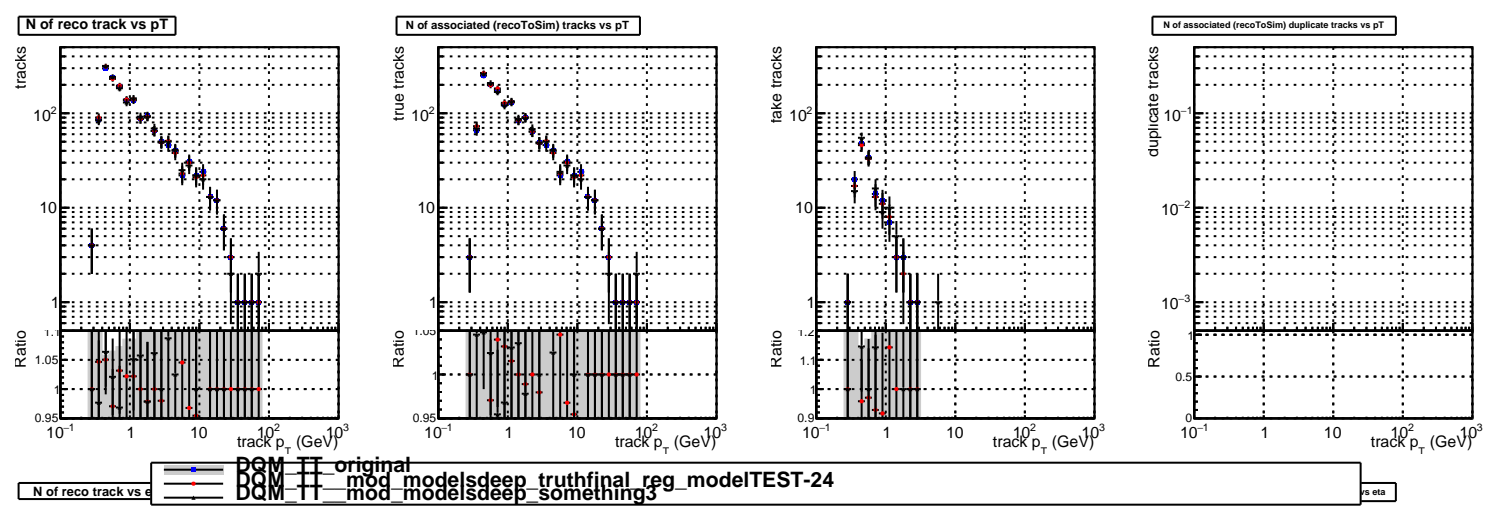 N of reco track vs pT
N of associated (recoToSim) tracks vs pT
N of associated (recoToSim) duplicate tracks vs pT
tracks
10²
10
1
Ratio
1.1
1.05
1
0.95
10⁻¹ 1 10 10² 10³
track p_T (GeV)
true tracks
10²
10
1
Ratio
1.05
1
0.95
10⁻¹ 1 10 10² 10³
track p_T (GeV)
fake tracks
10²
10
1
Ratio
1.2
1.1
1
0.9
10⁻¹ 1 10 10² 10³
track p_T (GeV)
duplicate tracks
10⁻¹
10⁻²
10⁻³
Ratio
1
0.5
0
10⁻¹ 1 10 10² 10³
track p_T (GeV)
DQM_TT_original
DQM_TT__mod_modelsdeep_truthfinal_reg_modelTEST-24
DQM_TT__mod_modelsdeep_something3
N of reco track vs e
vs eta